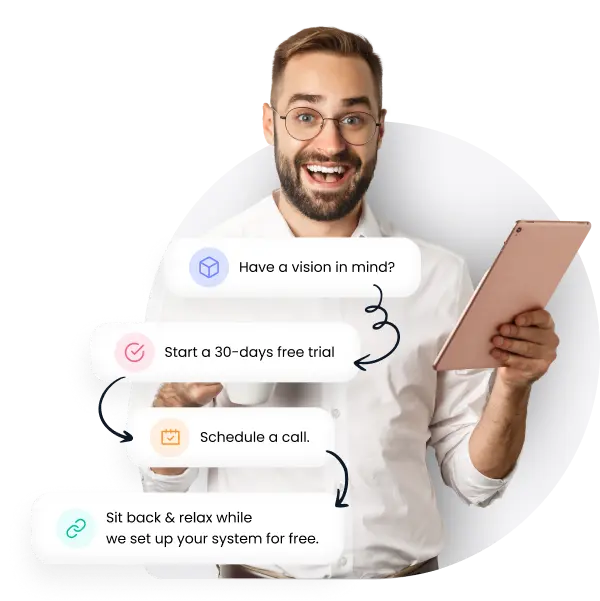 Have a vision in mind?
Start a 30-days free trial
Schedule a call.
Sit back & relax while
we set up your system for free.